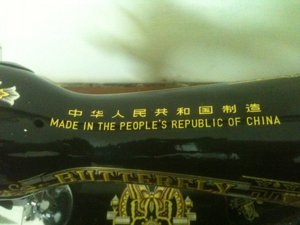 中华人民共和国制造
MADE IN THE PEOPLE'S REPUBLIC OF CHINA
BUTTERFLY